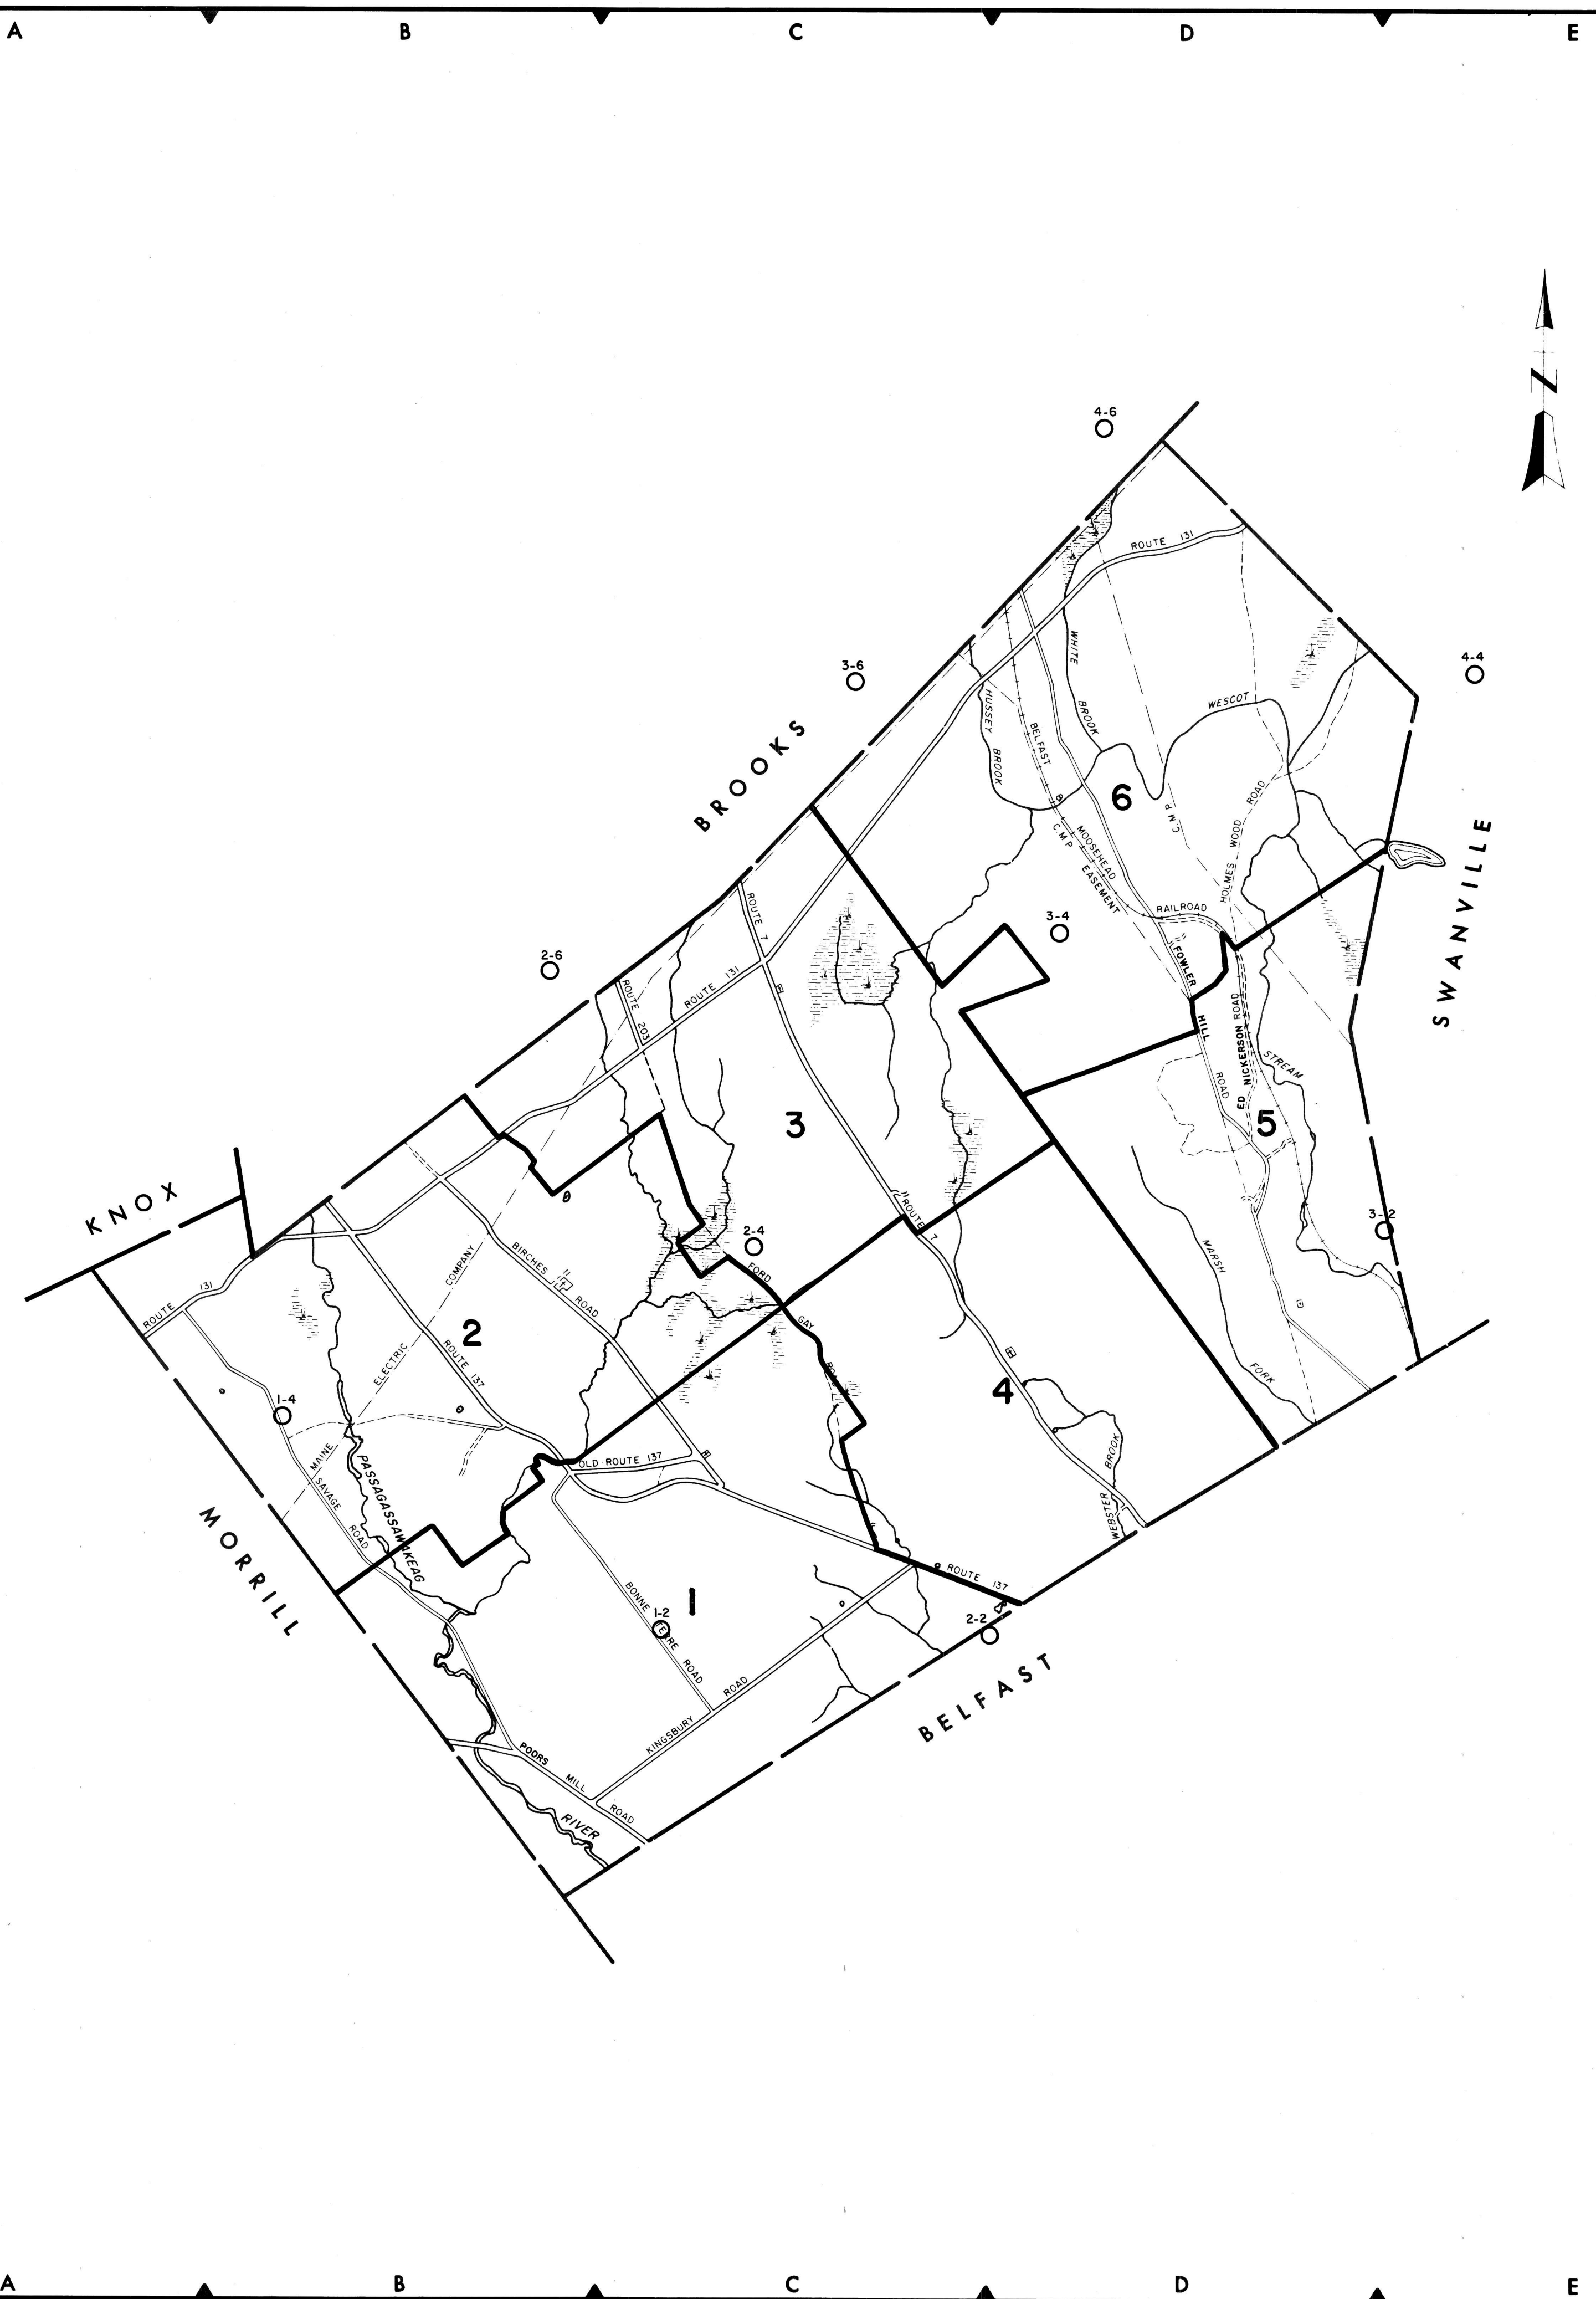 A B C D E
4-6
N
ROUTE 131
3-6
WHITE
4-4
BROOKS
HUSSEY
BROOK
BROOK
WESCOT
BELFAST
6
C.M.P.
HOLMES WOOD ROAD
MOOSEHEAD
C.M.P. EASEMENT
SWANVILLE
ROUTE 7
3-4
RAILROAD
2-6
FOWLER
ROUTE 131
ROUTE 203
HILL
ED NICKERSON ROAD
STREAM
ROAD
3
5
KNOX
ROUTE 7
3-2
2-4
COMPANY
BIRCHES
ROAD
FORD
MARSH
ROUTE 131
GAY
2
ELECTRIC
ROUTE 137
ROAD
FORK
4
1-4
MAINE
OLD ROUTE 137
BROOK
PASSAGASSAWAKEAG
SAVAGE
WEBSTER
ROAD
MORRILL
ROUTE 137
BONNE TERRE ROAD
1
1-2
2-2
BELFAST
KINGSBURY ROAD
POORS
MILL
ROAD
RIVER
A B C D E